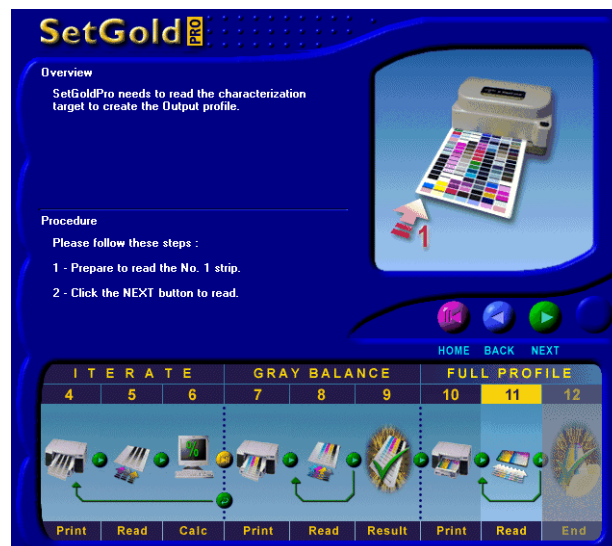 SetGold PRO
Overview
SetGoldPro needs to read the characterization
target to create the Output profile.
1
Procedure
Please follow these steps :
1 - Prepare to read the No. 1 strip.
2 - Click the NEXT button to read.
HOME BACK NEXT
ITERATE GRAY BALANCE FULL PROFILE
4 5 6 7 8 9 10 11 12
%
Print Read Calc Print Read Result Print Read End